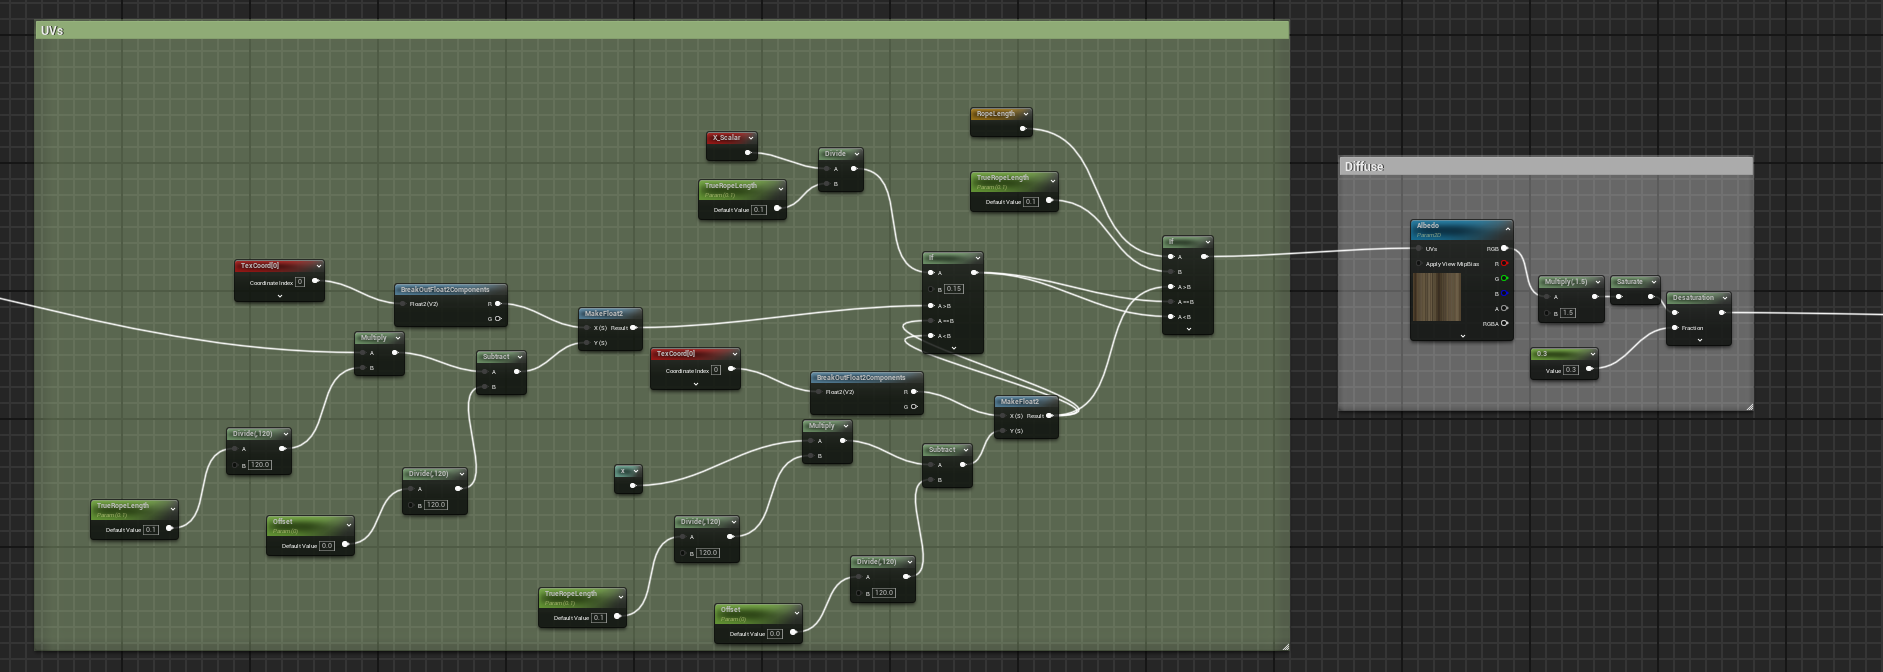 UVs
TexCoord[0]
Coordinate Index 0
BreakOutFloat2Components
Float2(V2) R
G
Multiply
A
B
Subtract
A
B
MakeFloat2
X (S) Result
Y (S)
Divide(,120)
A
B 120.0
TrueRopeLength
Param (0.1)
Default Value 0.1
Offset
Param (0)
Default Value 0.0
Divide(,120)
A
B 120.0
X_Scalar
TrueRopeLength
Param (0.1)
Default Value 0.1
Divide
A
B
If
A
B 0.15
A > B
A == B
A < B
TexCoord[0]
Coordinate Index 0
BreakOutFloat2Components
Float2(V2) R
G
Multiply
A
B
Subtract
A
B
MakeFloat2
X (S) Result
Y (S)
x
Divide(,120)
A
B 120.0
TrueRopeLength
Param (0.1)
Default Value 0.1
Offset
Param (0)
Default Value 0.0
Divide(,120)
A
B 120.0
RopeLength
TrueRopeLength
Param (0.1)
Default Value 0.1
If
A
B
A > B
A == B
A < B
Diffuse
Albedo
Param2D
UVs RGB
Apply View MipBias R
G
B
A
RGBA
Multiply(,1.5)
A
B 1.5
Saturate
Desaturation
Fraction
0.3
Value 0.3